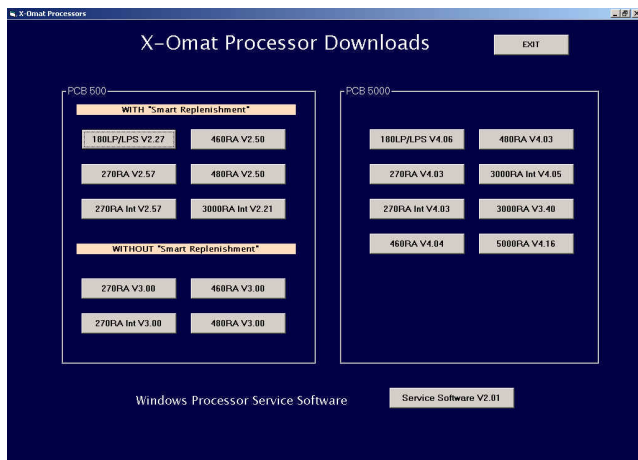 X-Omat Processors
X-Omat Processor Downloads
EXIT
PCB 500
WITH "Smart Replenishment"
180LP/LPS V2.27 460RA V2.50
270RA V2.57 480RA V2.50
270RA Int V2.57 3000RA Int V2.21
WITHOUT "Smart Replenishment"
270RA V3.00 460RA V3.00
270RA Int V3.00 480RA V3.00
PCB 5000
180LP/LPS V4.06 480RA V4.03
270RA V4.03 3000RA Int V4.05
270RA Int V4.03 3000RA V3.40
460RA V4.04 5000RA V4.16
Windows Processor Service Software
Service Software V2.01